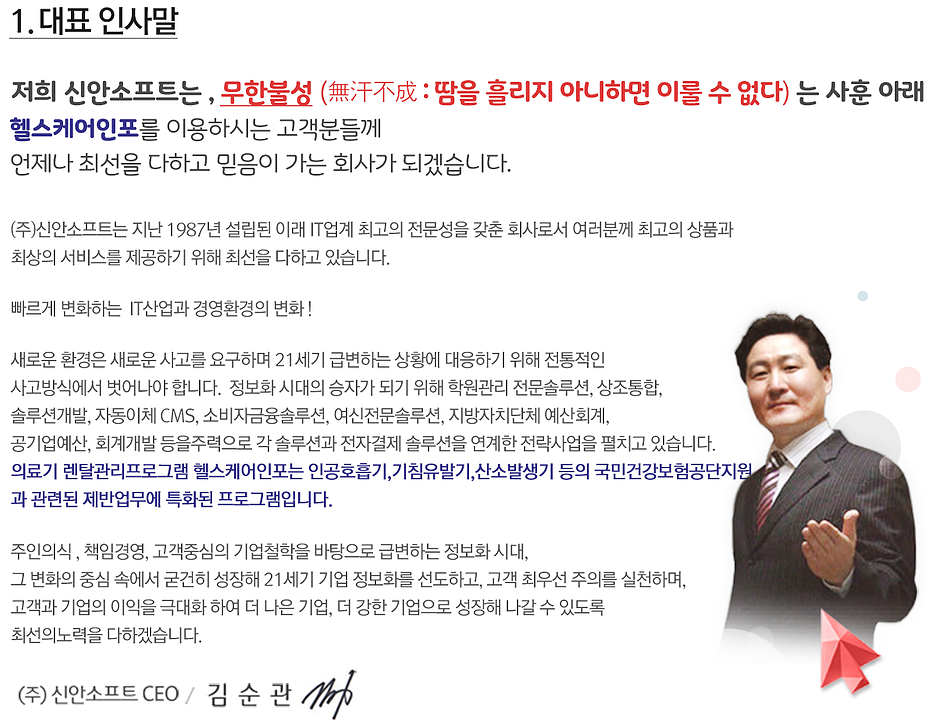 1.대표 인사말
저희 신안소프트는 , 무한불성 (無汗不成 : 땀을 흘리지 아니하면 이룰 수 없다) 는 사훈 아래
헬스케어인포를 이용하시는 고객분들께
언제나 최선을 다하고 믿음이 가는 회사가 되겠습니다.
(주)신안소프트는 지난 1987년 설립된 이래 IT업계 최고의 전문성을 갖춘 회사로서 여러분께 최고의 상품과
최상의 서비스를 제공하기 위해 최선을 다하고 있습니다.
빠르게 변화하는 IT산업과 경영환경의 변화 !
새로운 환경은 새로운 사고를 요구하며 21세기 급변하는 상황에 대응하기 위해 전통적인
사고방식에서 벗어나야 합니다. 정보화 시대의 승자가 되기 위해 학원관리 전문솔루션, 상조통합,
솔루션개발, 자동이체 CMS, 소비자금융솔루션, 여신전문솔루션, 지방자치단체 예산회계,
공기업예산, 회계개발 등을주력으로 각 솔루션과 전자결제 솔루션을 연계한 전략사업을 펼치고 있습니다.
의료기 렌탈관리프로그램 헬스케어인포는 인공호흡기,기침유발기,산소발생기 등의 국민건강보험공단지원
과 관련된 제반업무에 특화된 프로그램입니다.
주인의식 , 책임경영, 고객중심의 기업철학을 바탕으로 급변하는 정보화 시대,
그 변화의 중심 속에서 굳건히 성장해 21세기 기업 정보화를 선도하고, 고객 최우선 주의를 실천하며,
고객과 기업의 이익을 극대화 하여 더 나은 기업, 더 강한 기업으로 성장해 나갈 수 있도록
최선의노력을 다하겠습니다.
(주) 신안소프트 CEO / 김 순 관